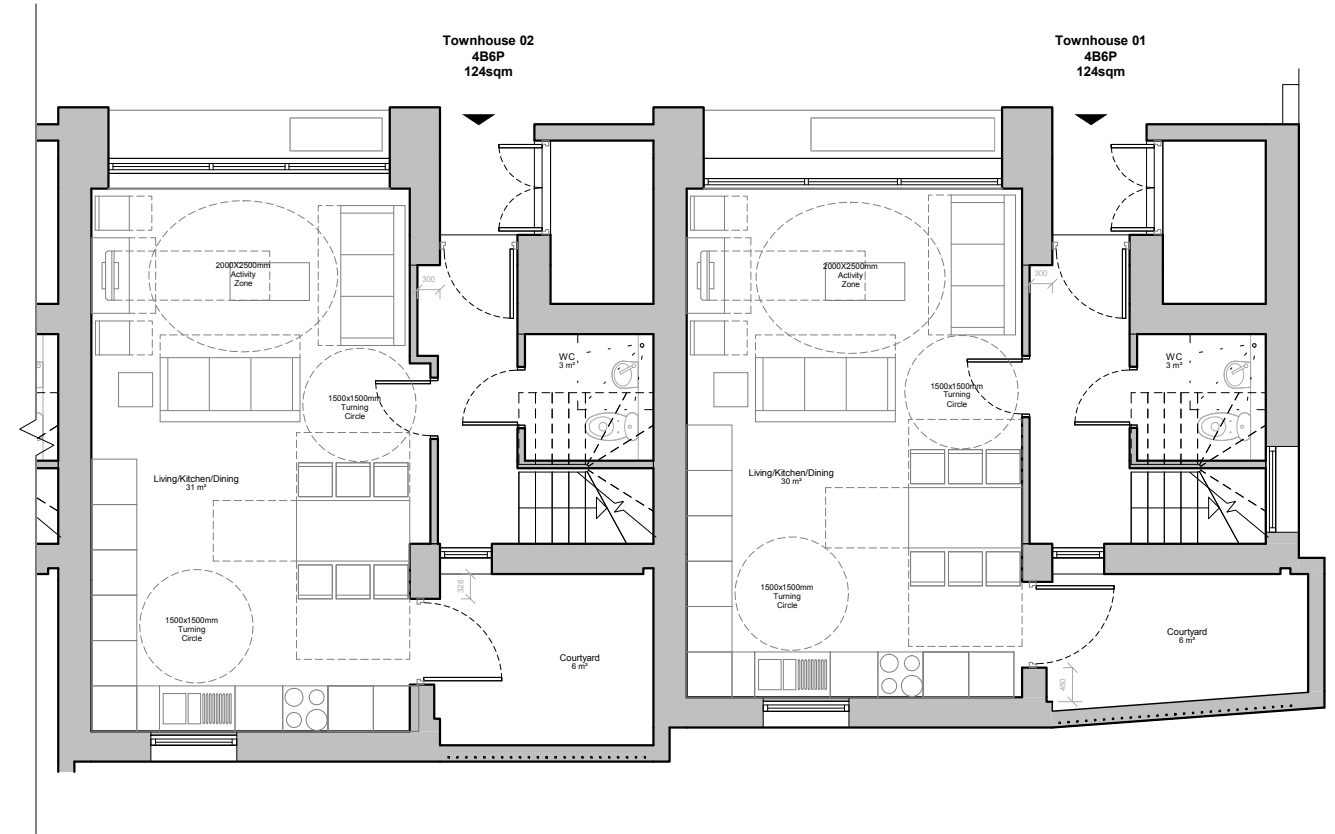 Townhouse 02
4B6P
124sqm
Townhouse 01
4B6P
124sqm
2000X2500mm
Activity
Zone
300
WC
3 m²
1500x1500mm
Turning
Circle
Living/Kitchen/Dining
31 m²
328
1500x1500mm
Turning
Circle
Courtyard
6 m²
2000X2500mm
Activity
Zone
300
WC
3 m²
1500x1500mm
Turning
Circle
Living/Kitchen/Dining
30 m²
1500x1500mm
Turning
Circle
450
Courtyard
6 m²